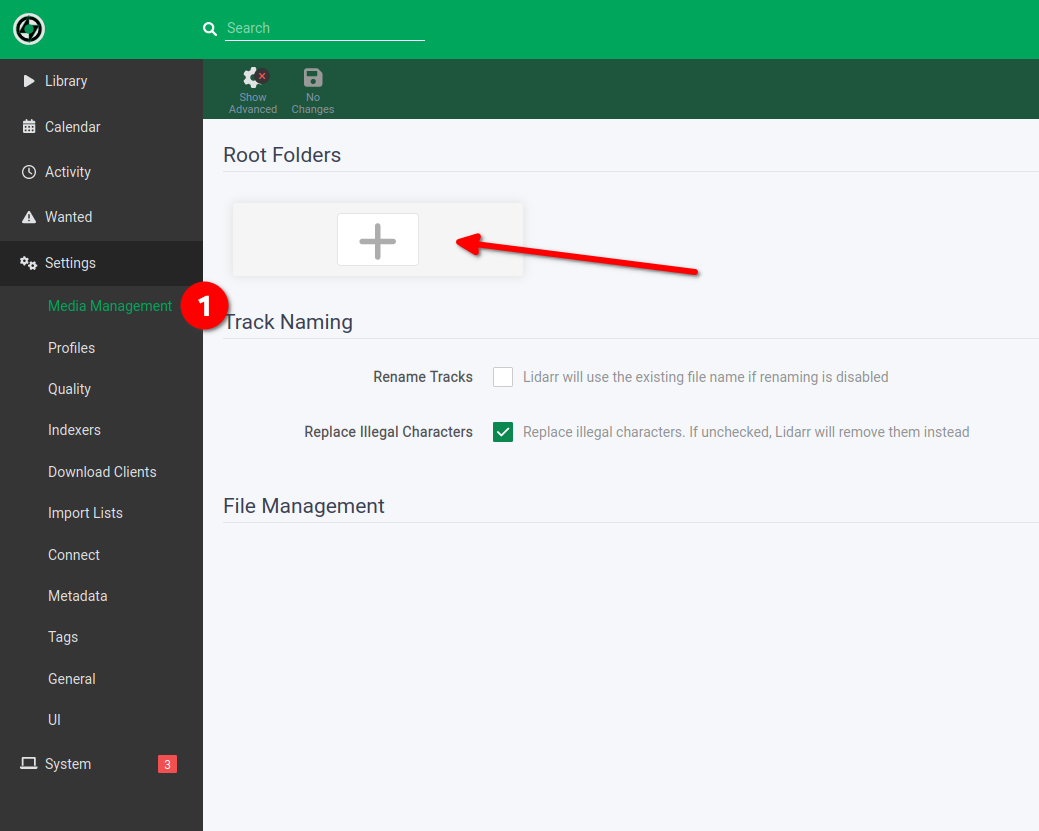 Search
Library
Calendar
Activity
Wanted
Settings
Media Management
1
Profiles
Quality
Indexers
Download Clients
Import Lists
Connect
Metadata
Tags
General
UI
System
3
Show
Advanced
No
Changes
Root Folders
Track Naming
Rename Tracks
Lidarr will use the existing file name if renaming is disabled
Replace Illegal Characters
Replace illegal characters. If unchecked, Lidarr will remove them instead
File Management